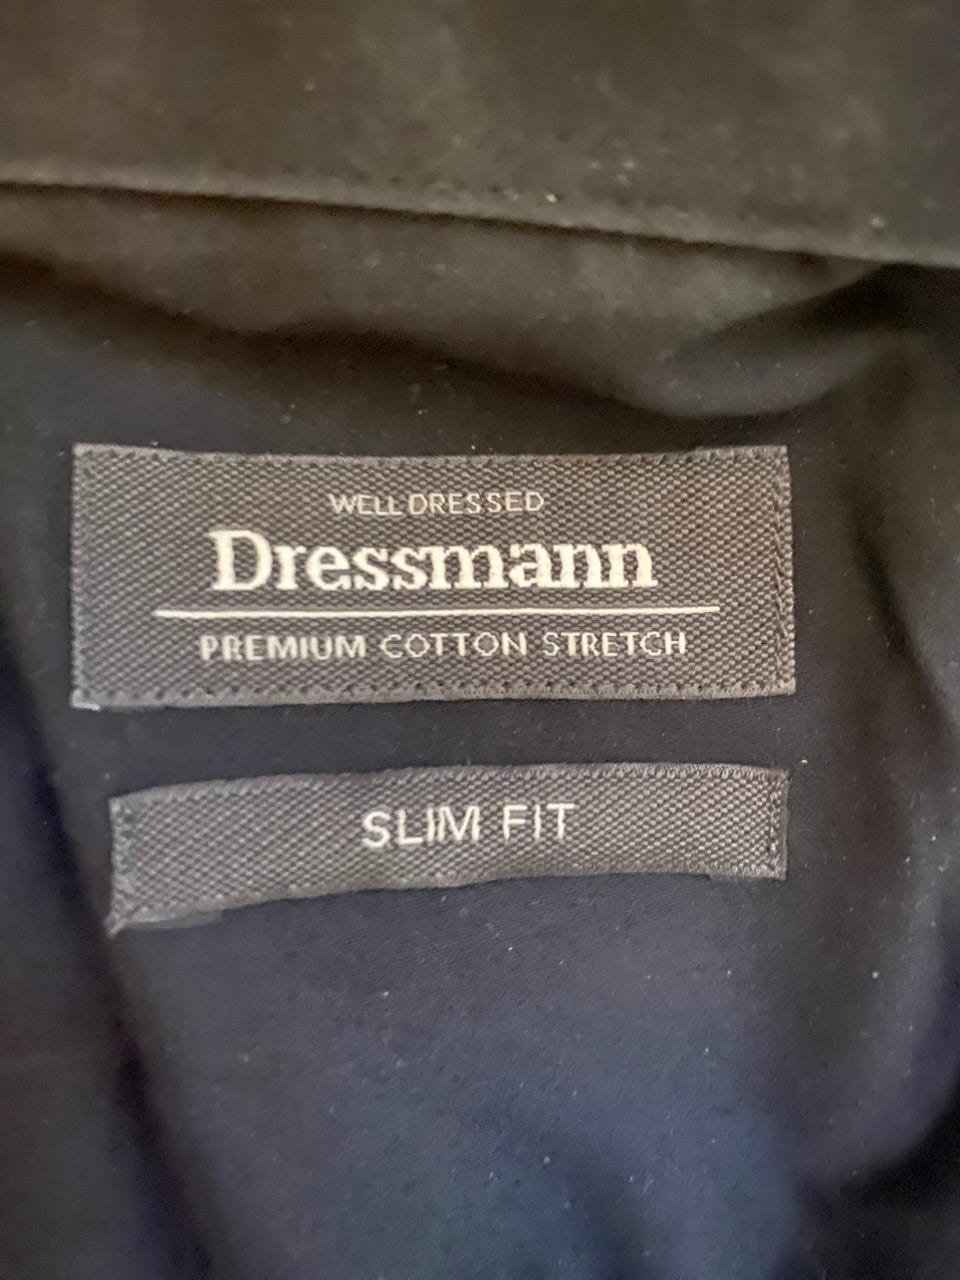 WELL DRESSED
Dressmann
PREMIUM COTTON STRETCH
SLIM FIT